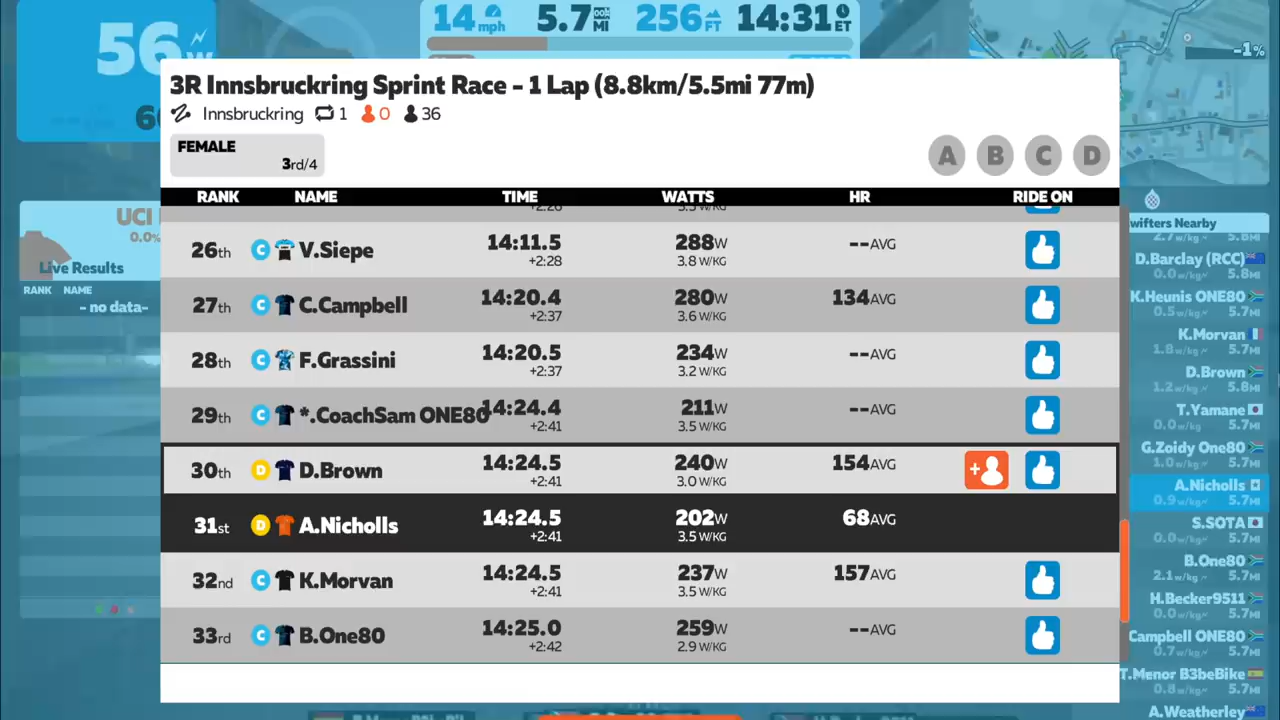 14 mph 5.7 MI 256 FT 14:31 ET
56
-1%
3R Innsbruckring Sprint Race - 1 Lap (8.8km/5.5mi 77m)
Innsbruckring 1 0 36
FEMALE
3rd/4
A B C D
RANK NAME TIME WATTS HR RIDE ON
26th C V.Siepe 14:11.5 288W --AVG
+2:28 3.8 W/KG
27th C C.Campbell 14:20.4 280W 134AVG
+2:37 3.6 W/KG
28th C F.Grassini 14:20.5 234W --AVG
+2:37 3.2 W/KG
29th C *.CoachSam ONE80 14:24.4 211W --AVG
+2:41 3.5 W/KG
30th D D.Brown 14:24.5 240W 154AVG
+2:41 3.0 W/KG
31st D A.Nicholls 14:24.5 202W 68AVG
+2:41 3.5 W/KG
32nd C K.Morvan 14:24.5 237W 157AVG
+2:41 3.5 W/KG
33rd C B.One80 14:25.0 259W --AVG
+2:42 2.9 W/KG
UCI
0.0%
Live Results
RANK NAME
- no data-
wifters Nearby
D.Barclay (RCC)
0.0w/kg 5.8MI
K.Heunis ONE80
0.5w/kg 5.7MI
K.Morvan
1.8w/kg 5.7MI
D.Brown
1.2w/kg 5.8MI
T.Yamane
0.0w/kg 5.7MI
G.Zoidy One80
1.0w/kg 5.7MI
A.Nicholls
0.9w/kg 5.7MI
S.SOTA
0.0w/kg 5.7MI
B.One80
2.1w/kg 5.7MI
H.Becker9511
0.0w/kg 5.7MI
Campbell ONE80
0.7w/kg 5.7MI
T.Menor B3beBike
0.8w/kg 5.7MI
A.Weatherley